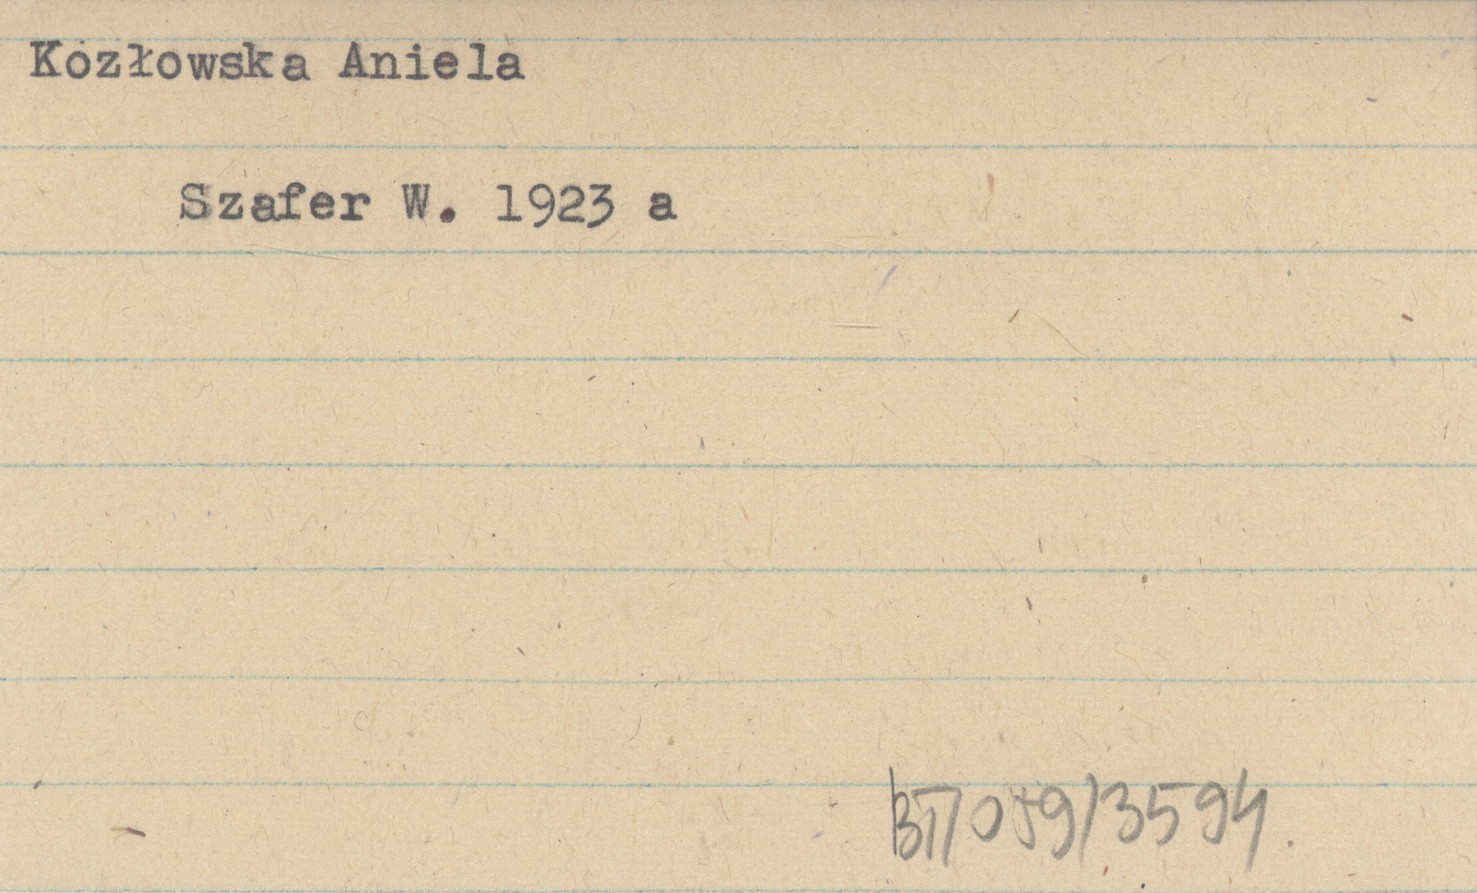 Kozłowska Aniela
Szafer W. 1923 a
BT/059/3594